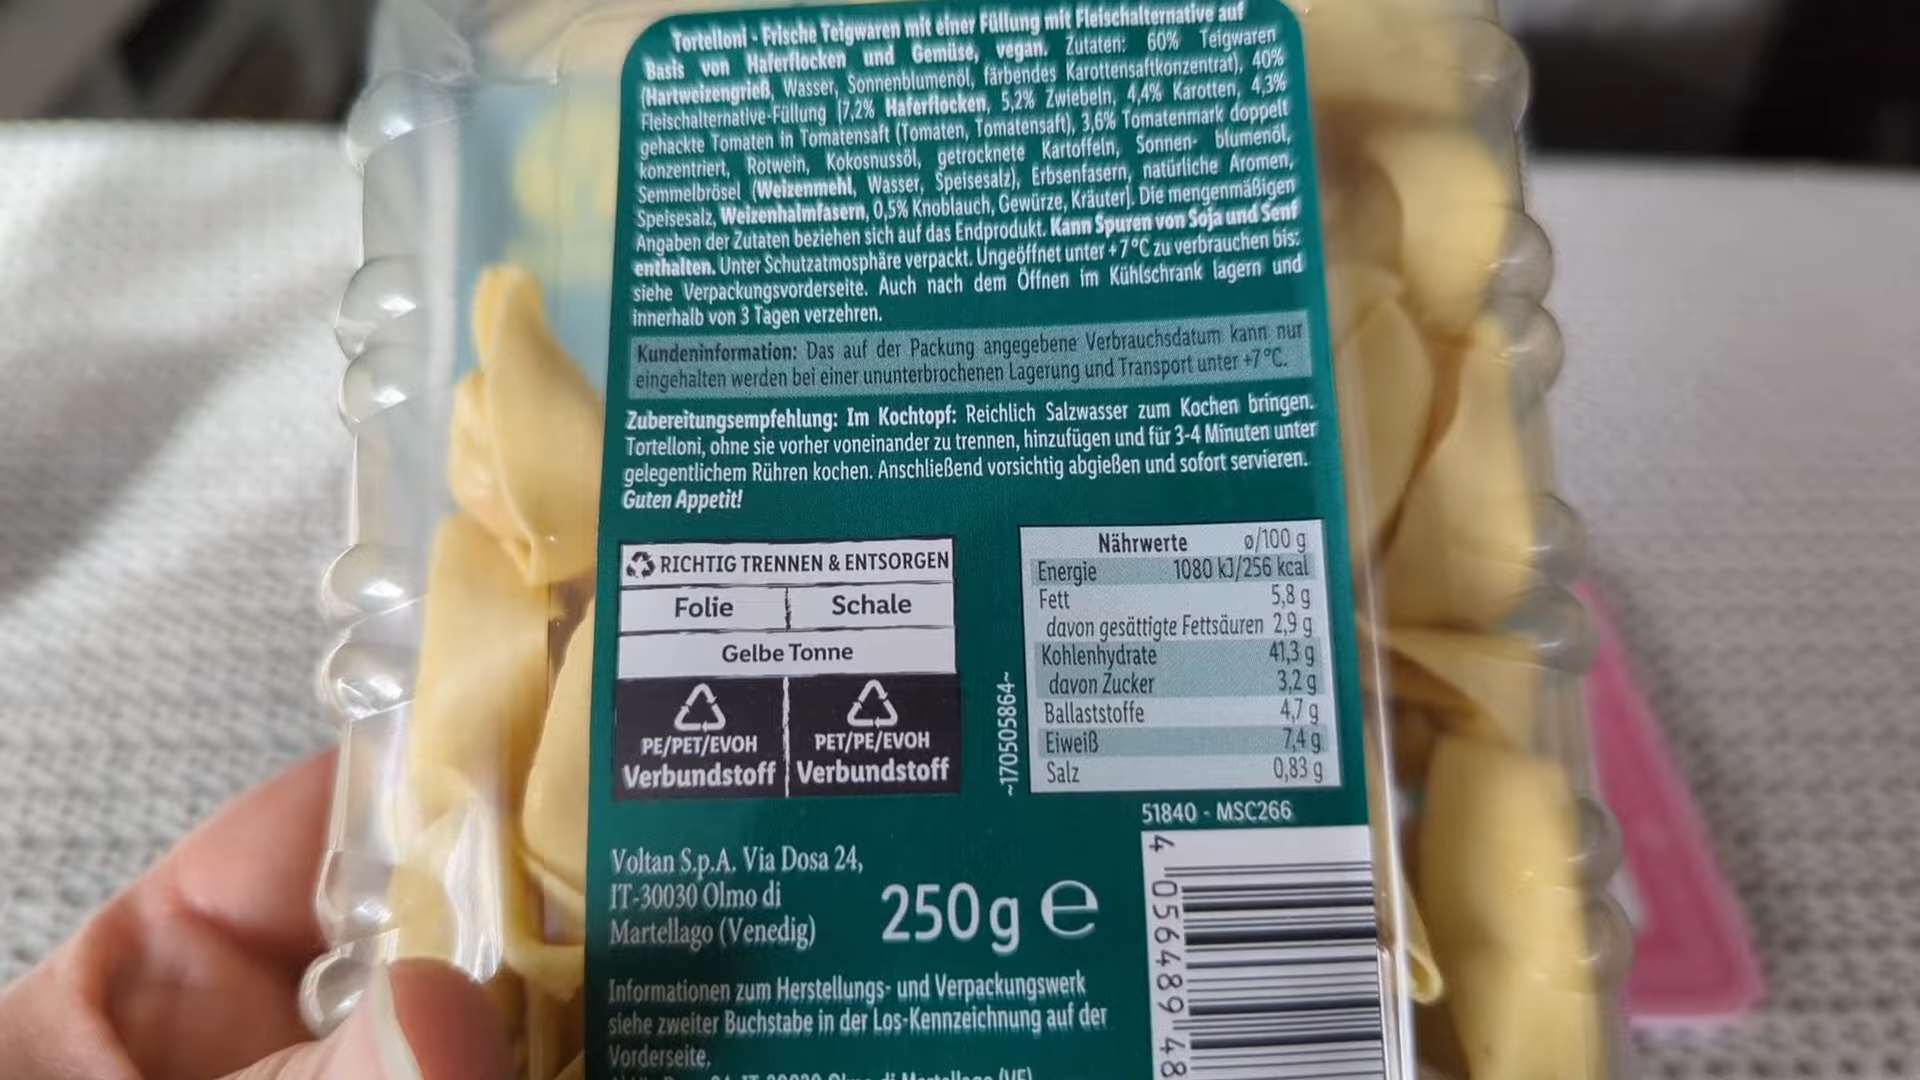 Tortelloni - Frische Teigwaren mit einer Füllung mit Fleischalternative auf
Basis von Haferflocken und Gemüse, vegan. Zutaten: 60% Teigwaren
(Hartweizengrieß, Wasser, Sonnenblumenöl, färbendes Karottensaftkonzentrat), 40%
Fleischalternative-Füllung [7,2% Haferflocken, 5,2% Zwiebeln, 4,4% Karotten, 4,3%
gehackte Tomaten in Tomatensaft (Tomaten, Tomatensaft), 3,6% Tomatenmark doppelt
konzentriert, Rotwein, Kokosnussöl, getrocknete Kartoffeln, Sonnen- blumenöl,
Semmelbrösel (Weizenmehl, Wasser, Speisesalz), Erbsenfasern, natürliche Aromen,
Speisesalz, Weizenhalmfasern, 0,5% Knoblauch, Gewürze, Kräuter]. Die mengenmäßigen
Angaben der Zutaten beziehen sich auf das Endprodukt. Kann Spuren von Soja und Senf
enthalten. Unter Schutzatmosphäre verpackt. Ungeöffnet unter +7°C zu verbrauchen bis:
siehe Verpackungsvorderseite. Auch nach dem Öffnen im Kühlschrank lagern und
innerhalb von 3 Tagen verzehren.
Kundeninformation: Das auf der Packung angegebene Verbrauchsdatum kann nur
eingehalten werden bei einer ununterbrochenen Lagerung und Transport unter +7°C.
Zubereitungsempfehlung: Im Kochtopf: Reichlich Salzwasser zum Kochen bringen.
Tortelloni, ohne sie vorher voneinander zu trennen, hinzufügen und für 3-4 Minuten unter
gelegentlichem Rühren kochen. Anschließend vorsichtig abgießen und sofort servieren.
Guten Appetit!
RICHTIG TRENNEN & ENTSORGEN
Folie Schale
Gelbe Tonne
PE/PET/EVOH PET/PE/EVOH
Verbundstoff Verbundstoff
~170505864~
Nährwerte ø/100 g
Energie 1080 kJ/256 kcal
Fett 5,8 g
davon gesättigte Fettsäuren 2,9 g
Kohlenhydrate 41,3 g
davon Zucker 3,2 g
Ballaststoffe 4,7 g
Eiweiß 7,4 g
Salz 0,83 g
51840 - MSC266
Voltan S.p.A. Via Dosa 24,
IT-30030 Olmo di
Martellago (Venedig)
250 g e
4 056489 48
Informationen zum Herstellungs- und Verpackungswerk
siehe zweiter Buchstabe in der Los-Kennzeichnung auf der
Vorderseite.